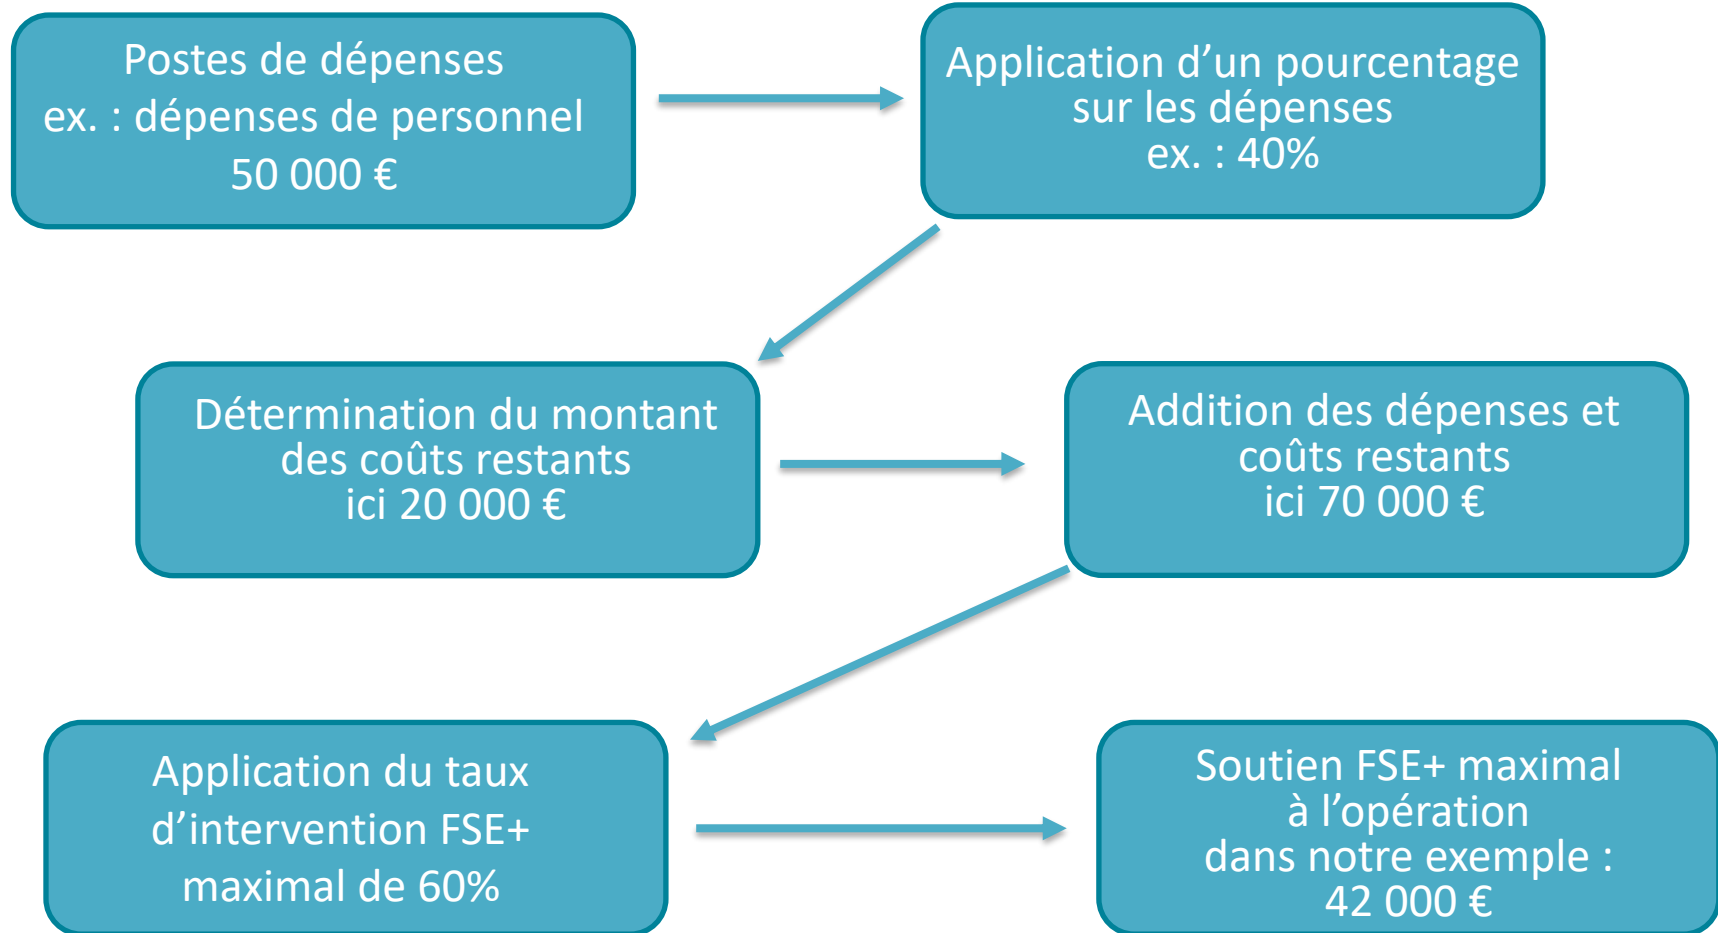 Postes de dépenses
ex. : dépenses de personnel
50 000 €
Application d’un pourcentage
sur les dépenses
ex. : 40%
Détermination du montant
des coûts restants
ici 20 000 €
Addition des dépenses et
coûts restants
ici 70 000 €
Application du taux
d’intervention FSE+
maximal de 60%
Soutien FSE+ maximal
à l’opération
dans notre exemple :
42 000 €